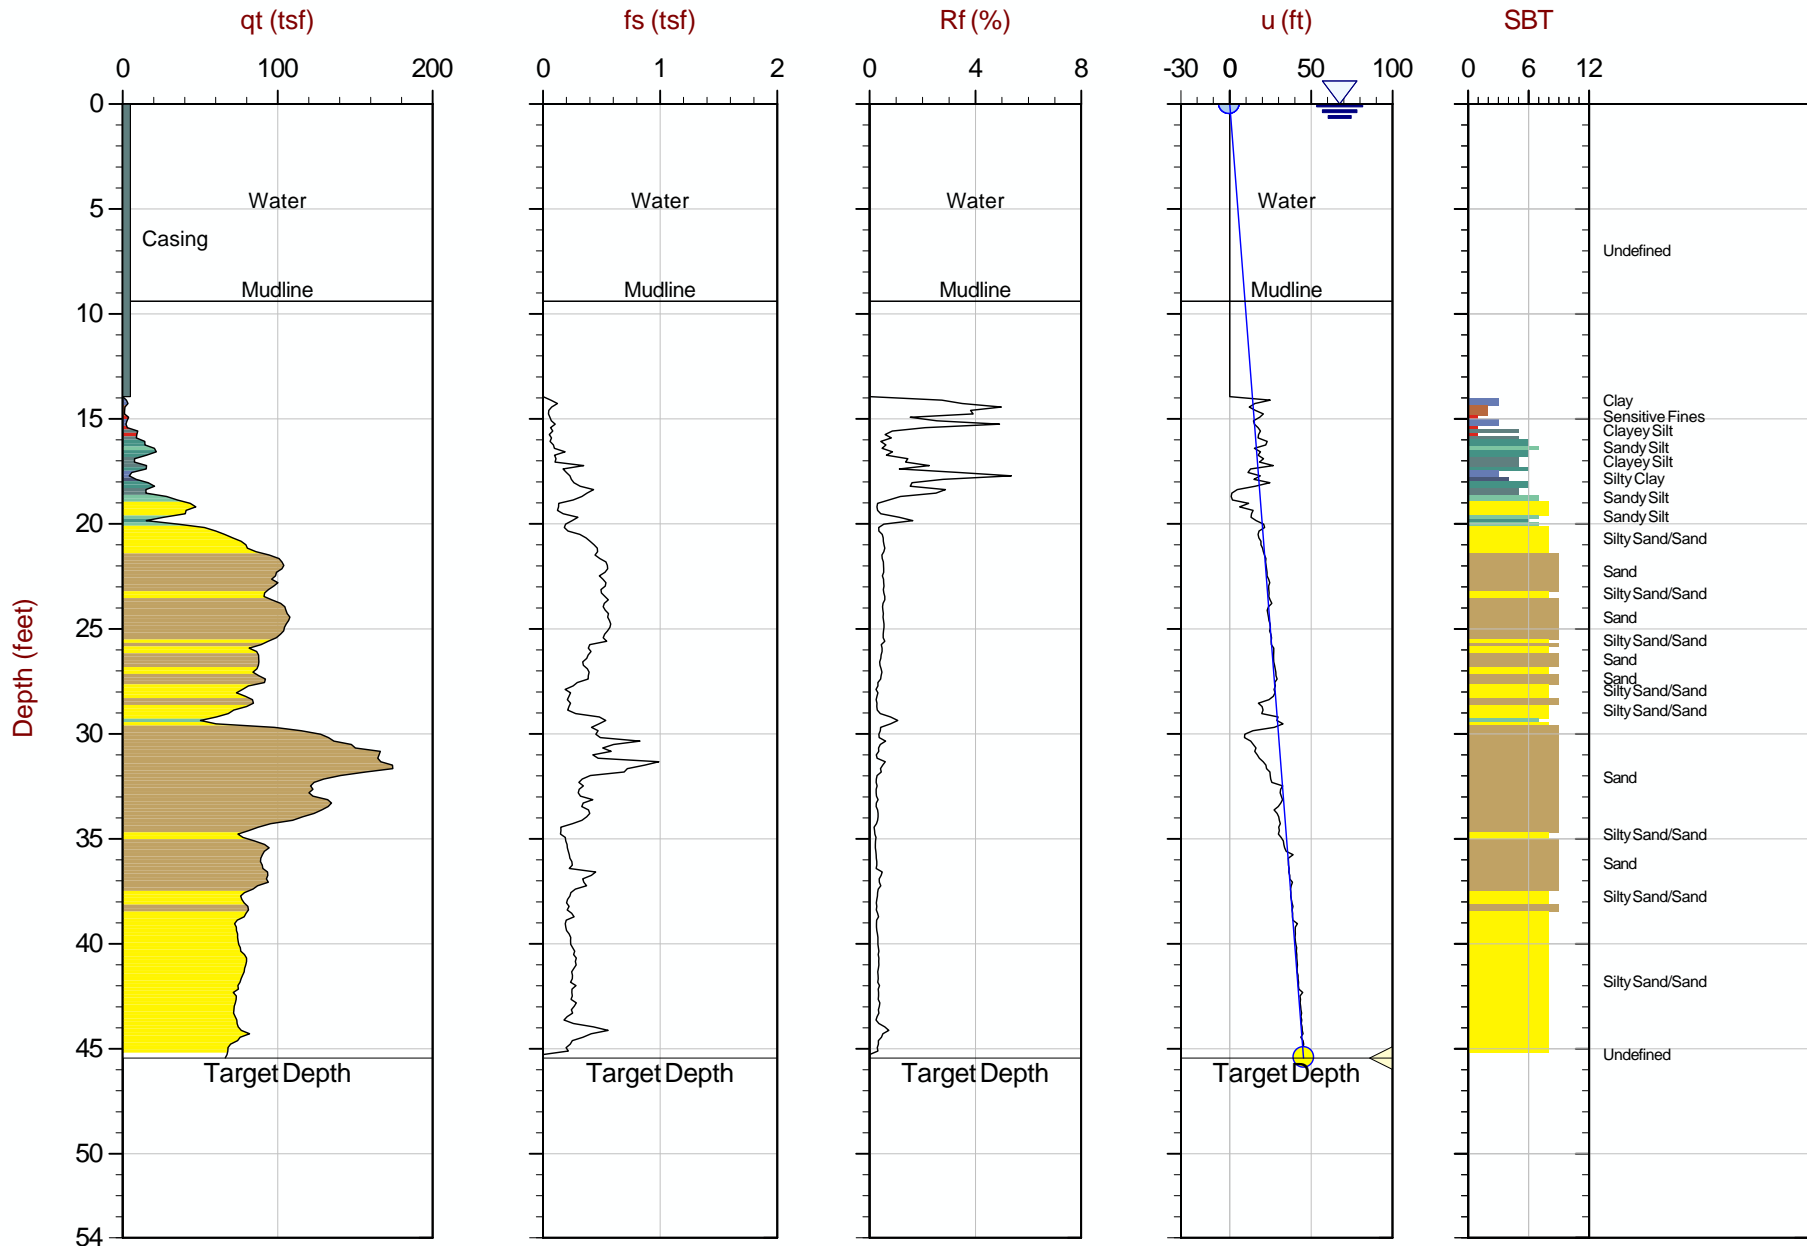 qt (tsf) fs (tsf) Rf (%) u (ft) SBT
0 100 200 0 1 2 0 4 8 -30 0 50 100 0 6 12
0
Water Water Water Water
5
Casing
Undefined
Mudline Mudline Mudline Mudline
10
Clay
15
Sensitive Fines
Clayey Silt
Sandy Silt
Clayey Silt
Silty Clay
Sandy Silt
Sandy Silt
20
Silty Sand/Sand
Sand
Silty Sand/Sand
Sand
25
Silty Sand/Sand
Sand
Sand
Silty Sand/Sand
Silty Sand/Sand
Depth (feet)
30
Sand
Silty Sand/Sand
35
Sand
Silty Sand/Sand
40
Silty Sand/Sand
45
Undefined
Target Depth Target Depth Target Depth Target Depth
50
54